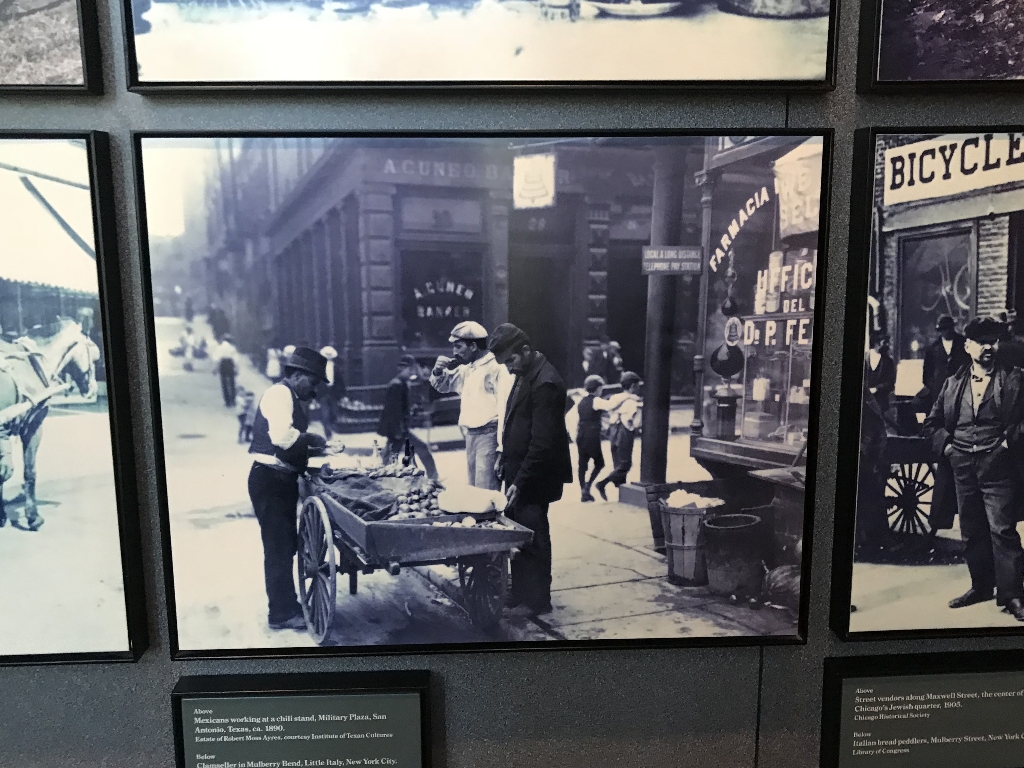 A CUNEO B
A. CUNEO
BANKER
LOCAL & LONG DISTANCE
TELEPHONE PAY STATION
FARMACIA
UFFIC
DEL
D. P. FE
BICYCLE
Above
Mexicans working at a chili stand, Military Plaza, San
Antonio, Texas, ca. 1890.
Estate of Robert Moss Ayres, courtesy Institute of Texan Cultures
Below
Clamseller in Mulberry Bend, Little Italy, New York City.
Above
Street vendors along Maxwell Street, the center of
Chicago's Jewish quarter, 1905.
Chicago Historical Society
Below
Italian bread peddlers, Mulberry Street, New York C
Library of Congress